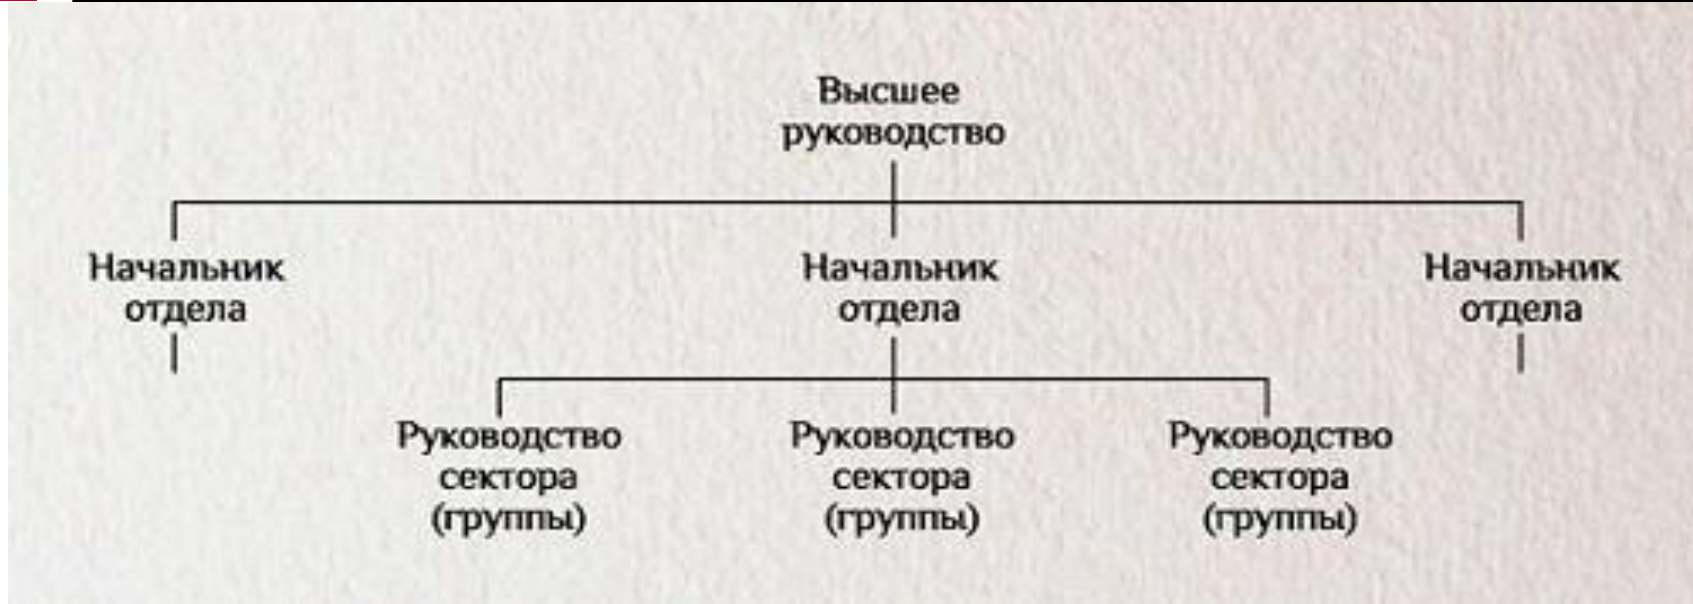 Высшее
руководство
Начальник
отдела
Начальник
отдела
Начальник
отдела
Руководство
сектора
(группы)
Руководство
сектора
(группы)
Руководство
сектора
(группы)